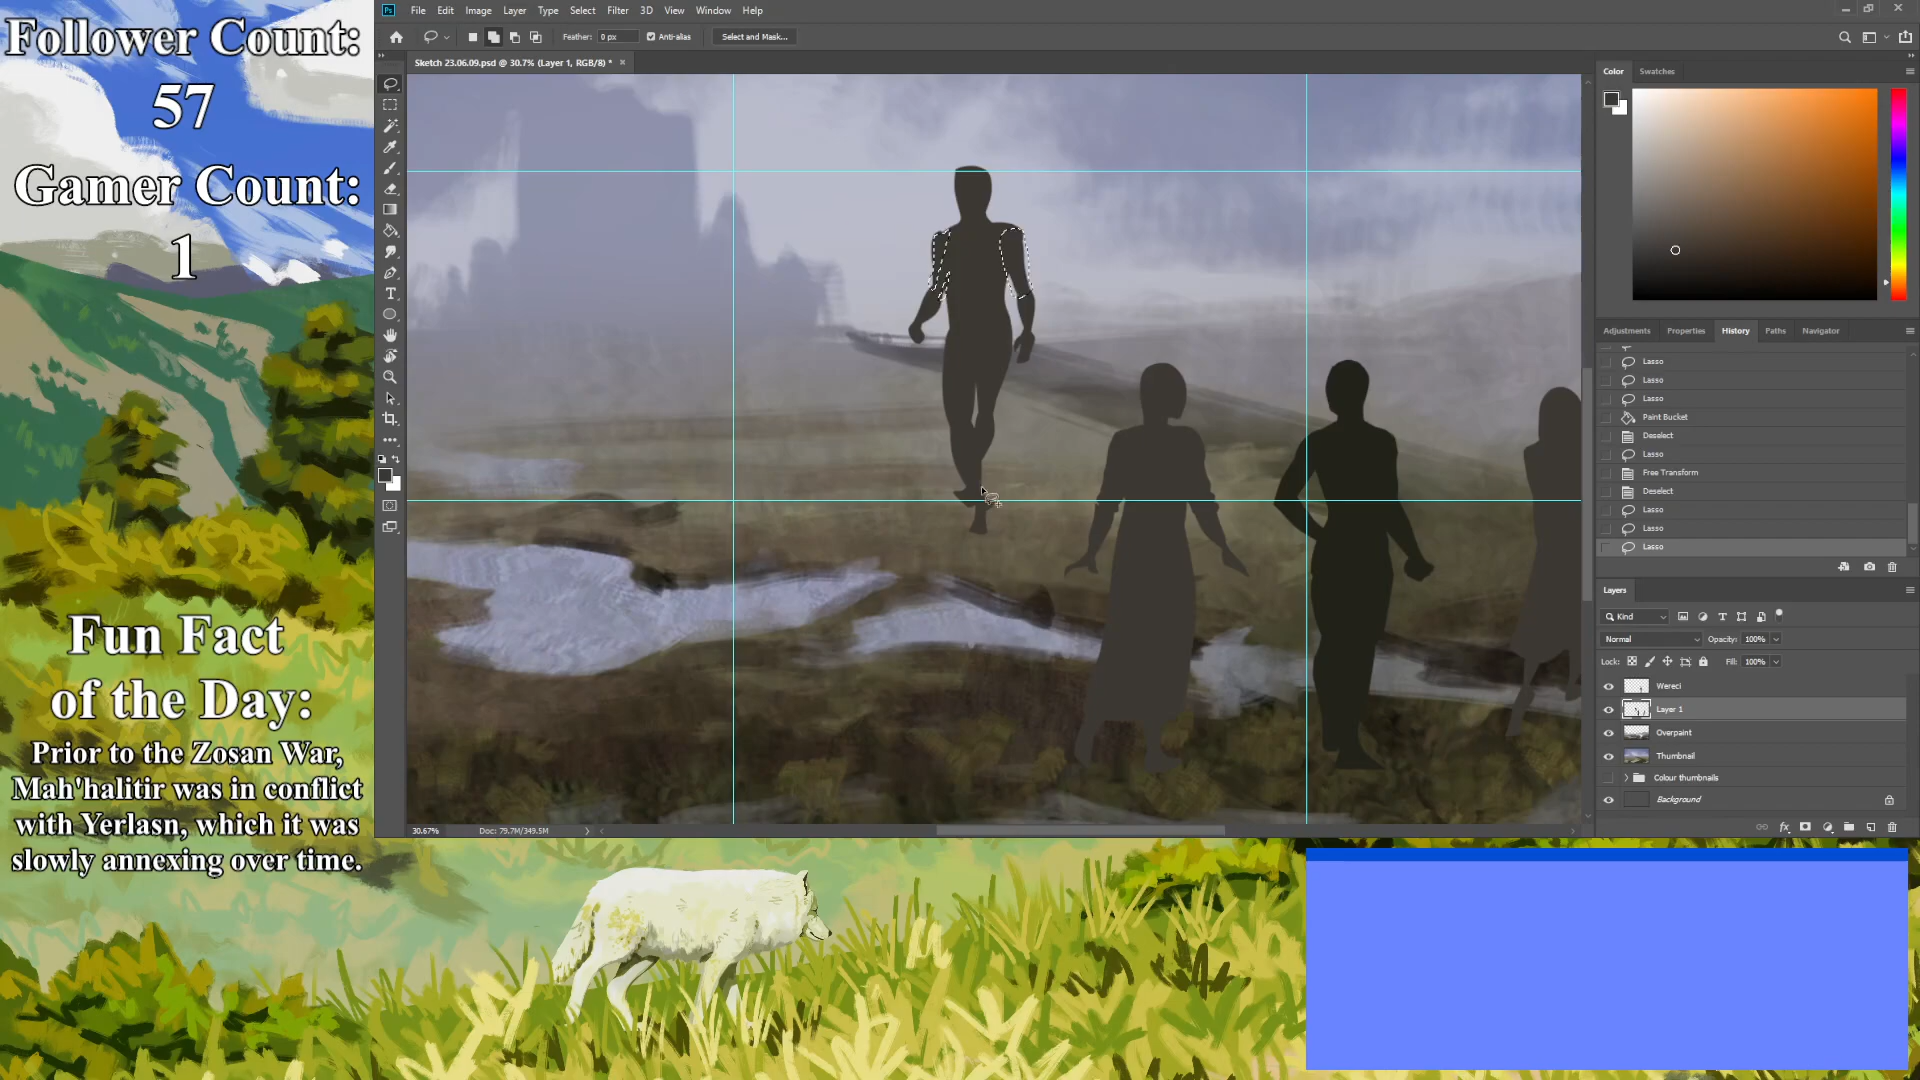 Follower Count:
57
Gamer Count:
1
Fun Fact
of the Day:
Prior to the Zosan War,
Mah'halitir was in conflict
with Yerlasn, which it was
slowly annexing over time.
Ps
File Edit Image Layer Type Select Filter 3D View Window Help
Feather: 0 px Anti-alias Select and Mask...
Sketch 23.06.09.psd @ 30.7% (Layer 1, RGB/8) * ×
T
30.67% Doc: 79.7M/349.5M
Color Swatches
Adjustments Properties History Paths Navigator
Lasso
Lasso
Lasso
Paint Bucket
Deselect
Lasso
Free Transform
Deselect
Lasso
Lasso
Lasso
Layers
Kind
Normal Opacity: 100%
Lock: Fill: 100%
Wereci
Layer 1
Overpaint
Thumbnail
Colour thumbnails
Background
fx